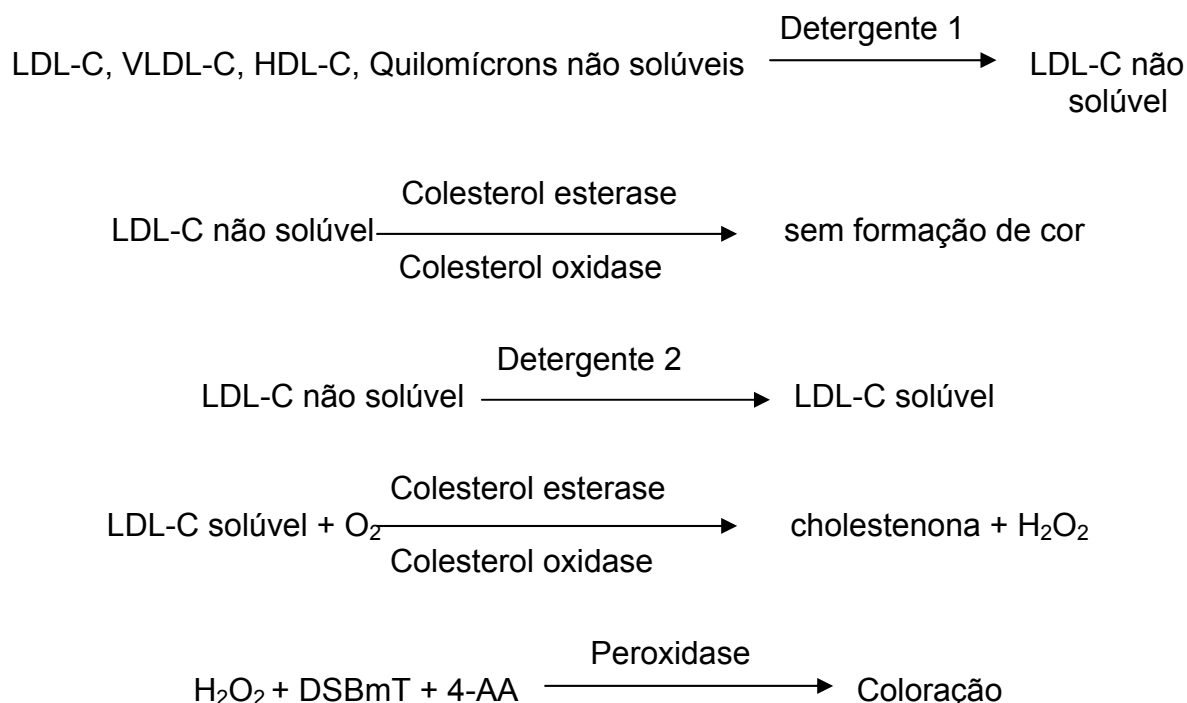 Detergente 1
LDL-C, VLDL-C, HDL-C, Quilomícrons não solúveis LDL-C não
solúvel
Colesterol esterase
LDL-C não solúvel sem formação de cor
Colesterol oxidase
Detergente 2
LDL-C não solúvel LDL-C solúvel
Colesterol esterase
LDL-C solúvel + O₂ cholestenona + H₂O₂
Colesterol oxidase
Peroxidase
H₂O₂ + DSBmT + 4-AA Coloração